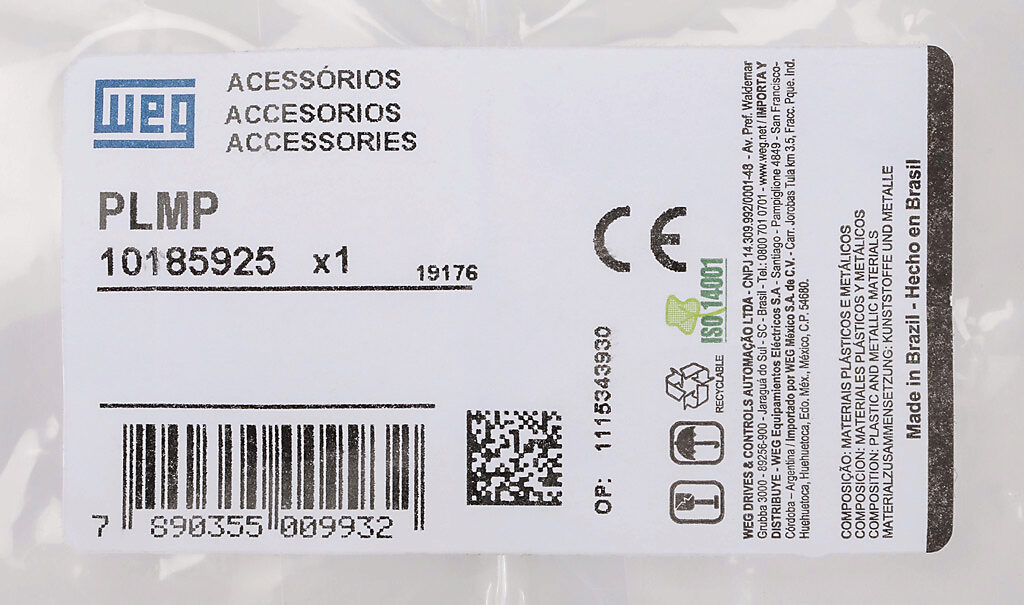 weg
ACESSÓRIOS
ACCESORIOS
ACCESSORIES
PLMP
10185925 x1
19176
7 890355 009932
OP: 1115343930
CE
ISO 14001
RECYCLABLE
WEG DRIVES & CONTROLS AUTOMAÇÃO LTDA - CNPJ 14.309.992/0001-48 - Av. Pref. Waldemar
Grubba 3000 - 89256-900 - Jaraguá do Sul - SC - Brasil - Tel.: 0800 701 0701 - www.weg.net / IMPORTA Y
DISTRIBUYE - WEG Equipamientos Eléctricos S.A - Santiago - Pampiglione 4849 - San Francisco-
Córdoba – Argentina / Importado por WEG México S.A. de C.V. - Carr. Jorobas Tula km 3.5, Fracc. Pque. Ind.
Huehuetoca, Huehuetoca, Edo. Méx., México, C.P. 54680.
COMPOSIÇÃO: MATERIAIS PLÁSTICOS E METÁLICOS
COMPOSICIÓN: MATERIALES PLÁSTICOS Y METÁLICOS
COMPOSITION: PLASTIC AND METALLIC MATERIALS
MATERIALZUSAMMENSETZUNG: KUNSTSTOFFE UND METALLE
Made in Brazil - Hecho en Brasil